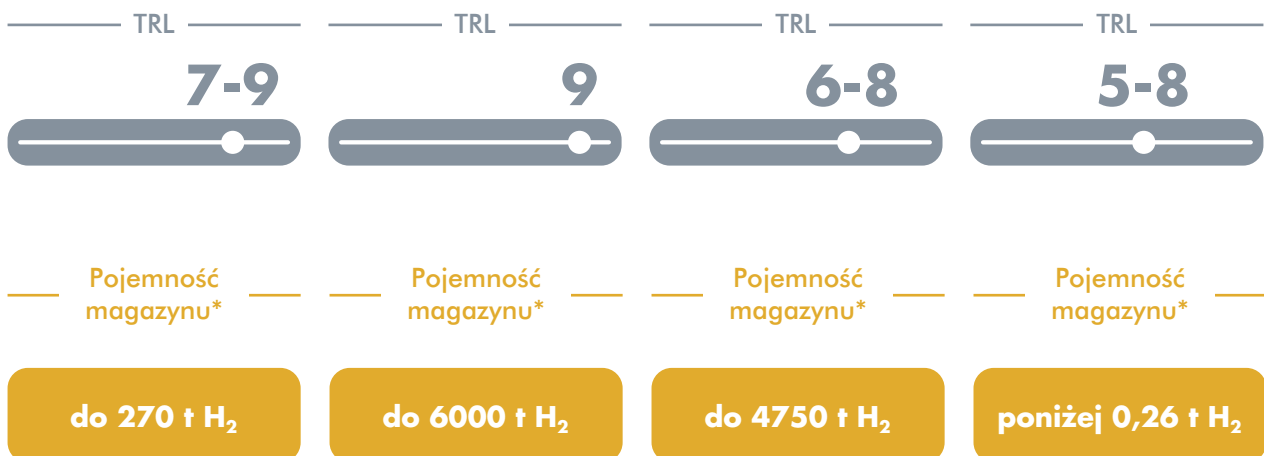 TRL TRL TRL TRL
7-9 9 6-8 5-8
Pojemność Pojemność Pojemność Pojemność
magazynu* magazynu* magazynu* magazynu*
do 270 t H₂ do 6000 t H₂ do 4750 t H₂ poniżej 0,26 t H₂